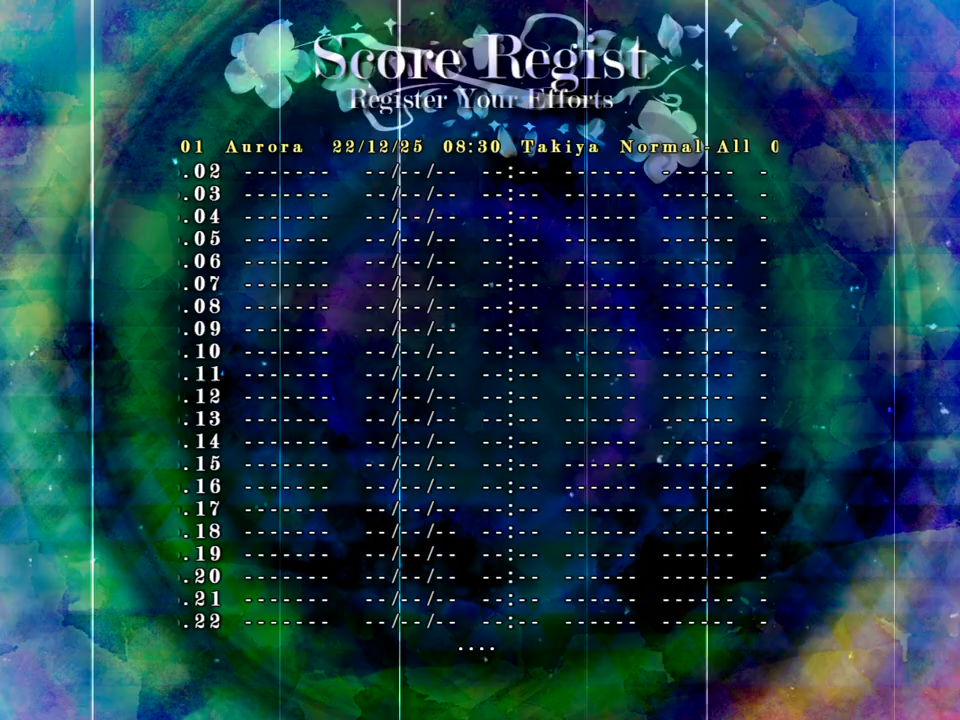 Score Regist
Register Your Efforts
01 Aurora 22/12/25 08:30 Takiya Normal-All 0
.02 ------- --/--/-- --:-- ------ ------ -
.03 ------- --/--/-- --:-- ------ ------ -
.04 ------- --/--/-- --:-- ------ ------ -
.05 ------- --/--/-- --:-- ------ ------ -
.06 ------- --/--/-- --:-- ------ ------ -
.07 ------- --/--/-- --:-- ------ ------ -
.08 ------- --/--/-- --:-- ------ ------ -
.09 ------- --/--/-- --:-- ------ ------ -
.10 ------- --/--/-- --:-- ------ ------ -
.11 ------- --/--/-- --:-- ------ ------ -
.12 ------- --/--/-- --:-- ------ ------ -
.13 ------- --/--/-- --:-- ------ ------ -
.14 ------- --/--/-- --:-- ------ ------ -
.15 ------- --/--/-- --:-- ------ ------ -
.16 ------- --/--/-- --:-- ------ ------ -
.17 ------- --/--/-- --:-- ------ ------ -
.18 ------- --/--/-- --:-- ------ ------ -
.19 ------- --/--/-- --:-- ------ ------ -
.20 ------- --/--/-- --:-- ------ ------ -
.21 ------- --/--/-- --:-- ------ ------ -
.22 ------- --/--/-- --:-- ------ ------ -
....